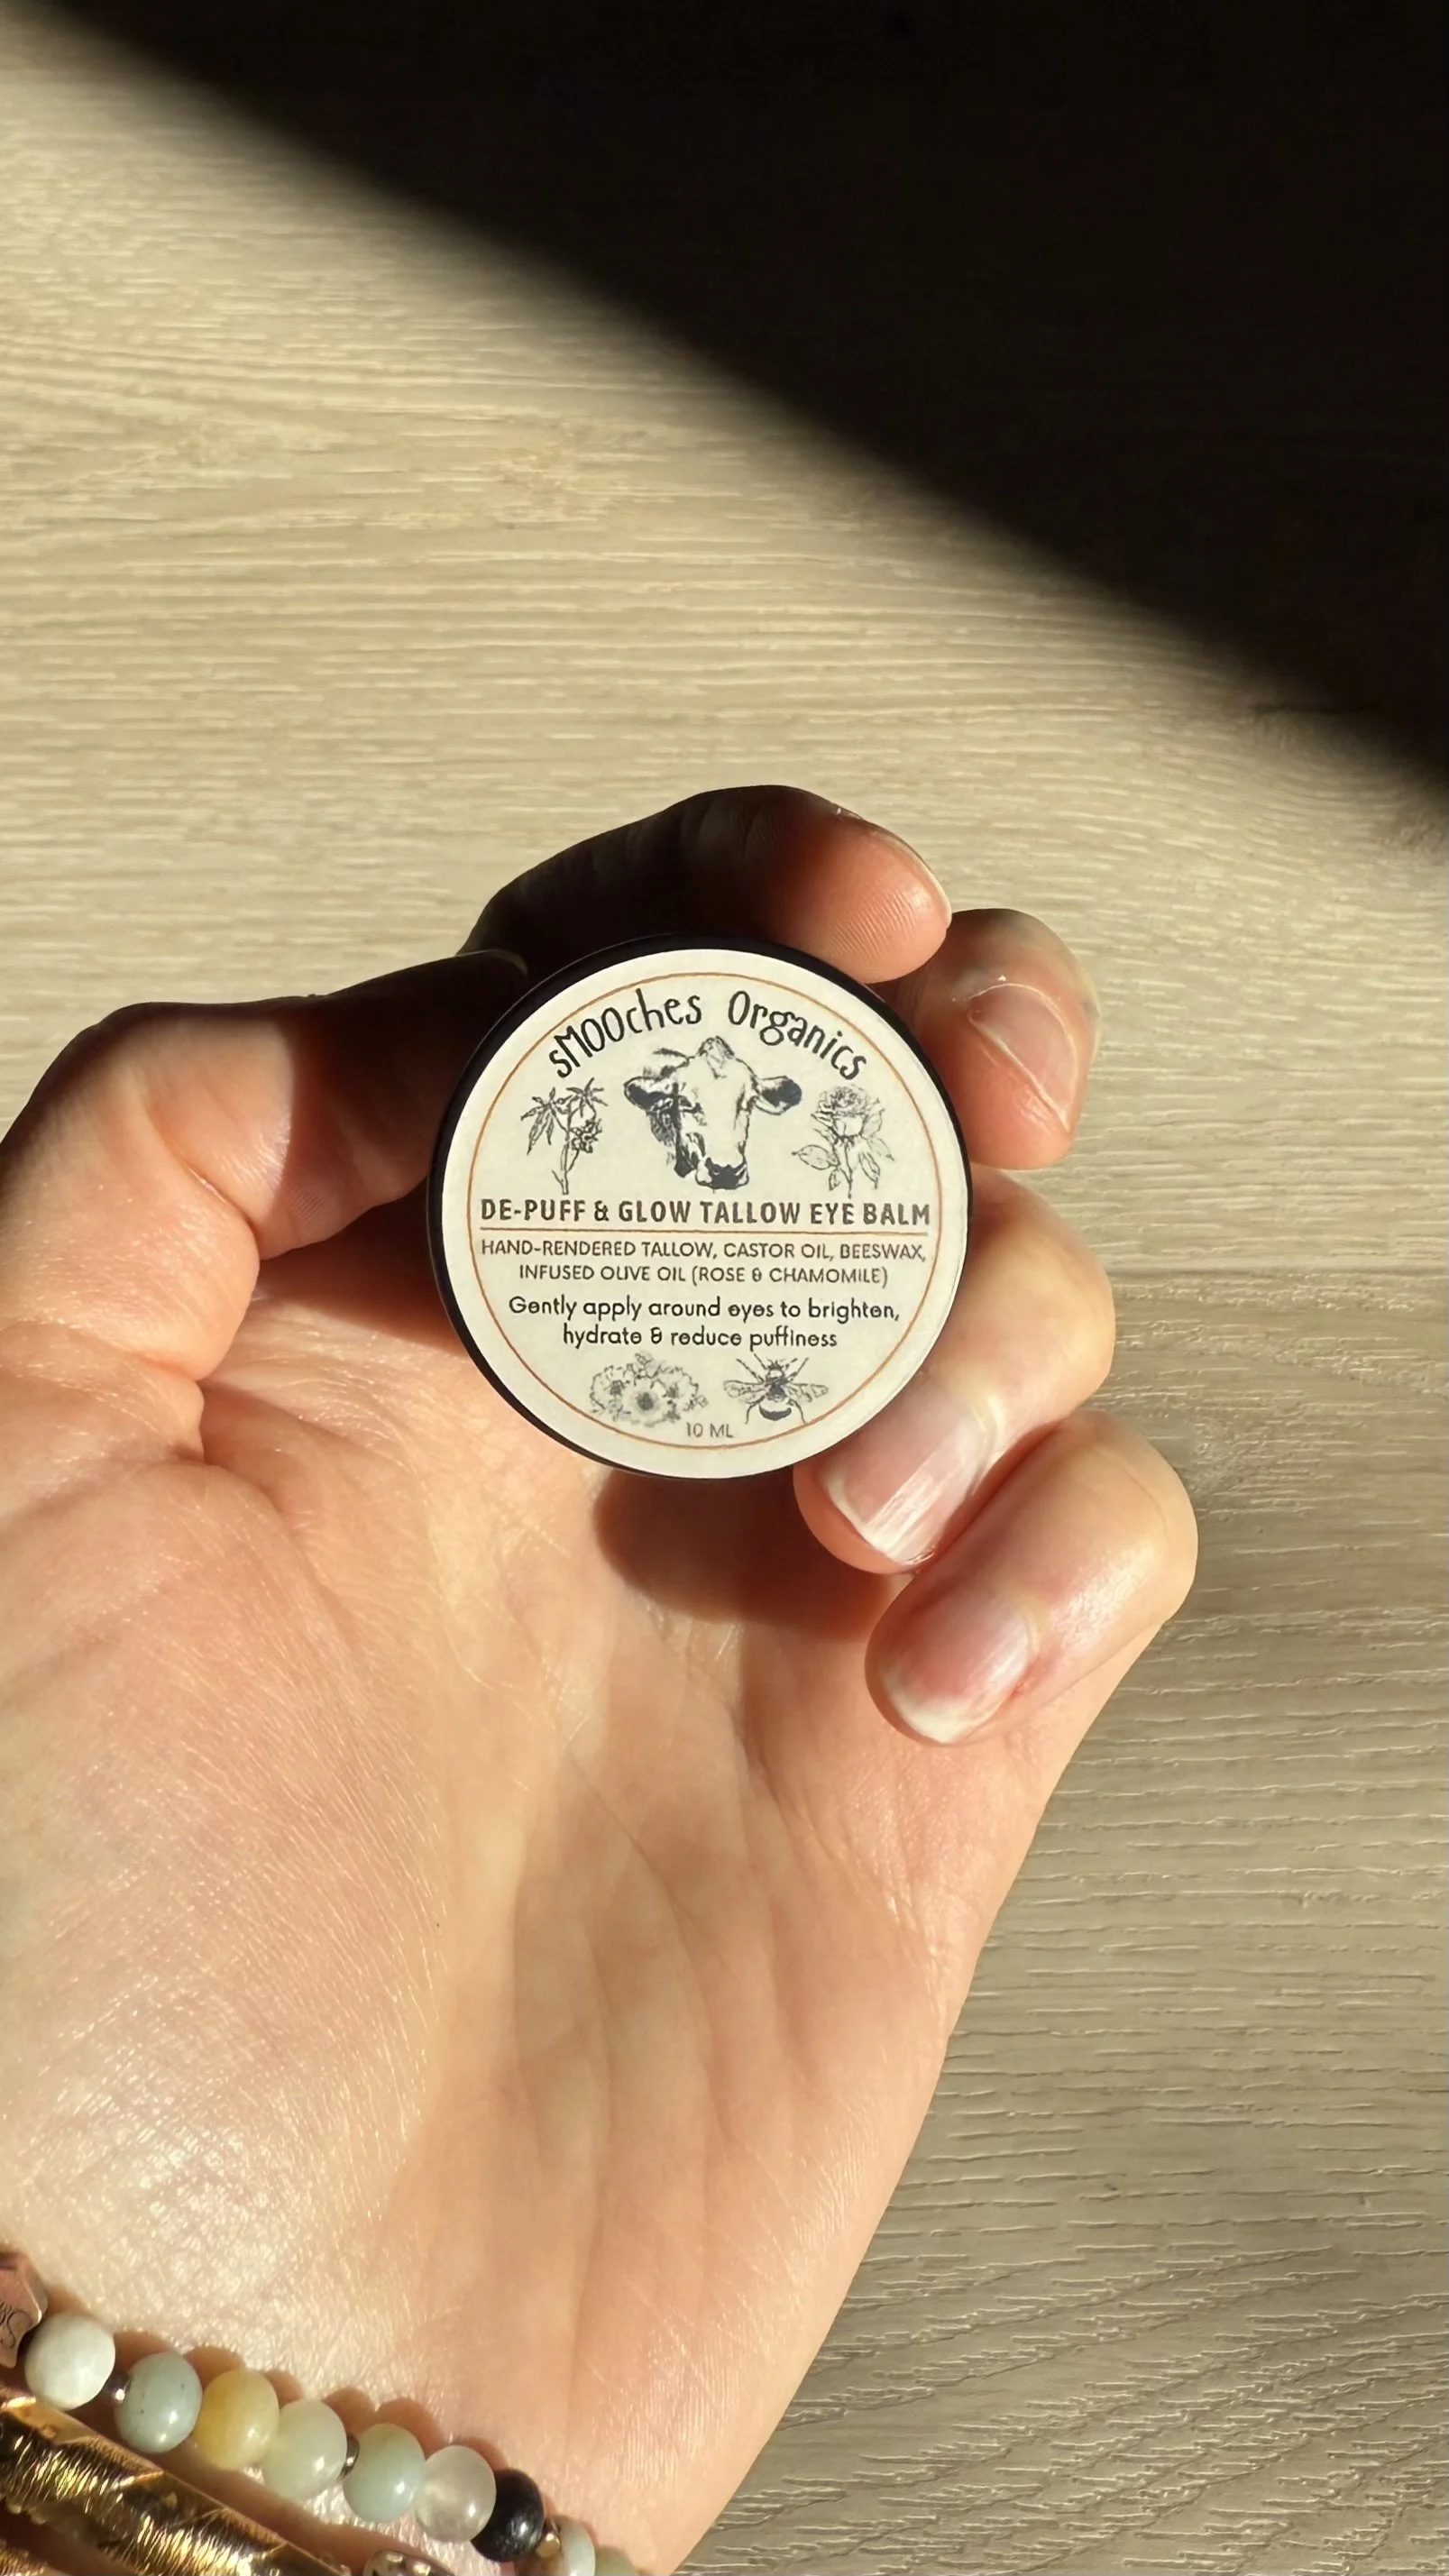 sMOOches Organics
DE-PUFF & GLOW TALLOW EYE BALM
HAND-RENDERED TALLOW, CASTOR OIL, BEESWAX,
INFUSED OLIVE OIL (ROSE & CHAMOMILE)
Gently apply around eyes to brighten,
hydrate & reduce puffiness
10 ML